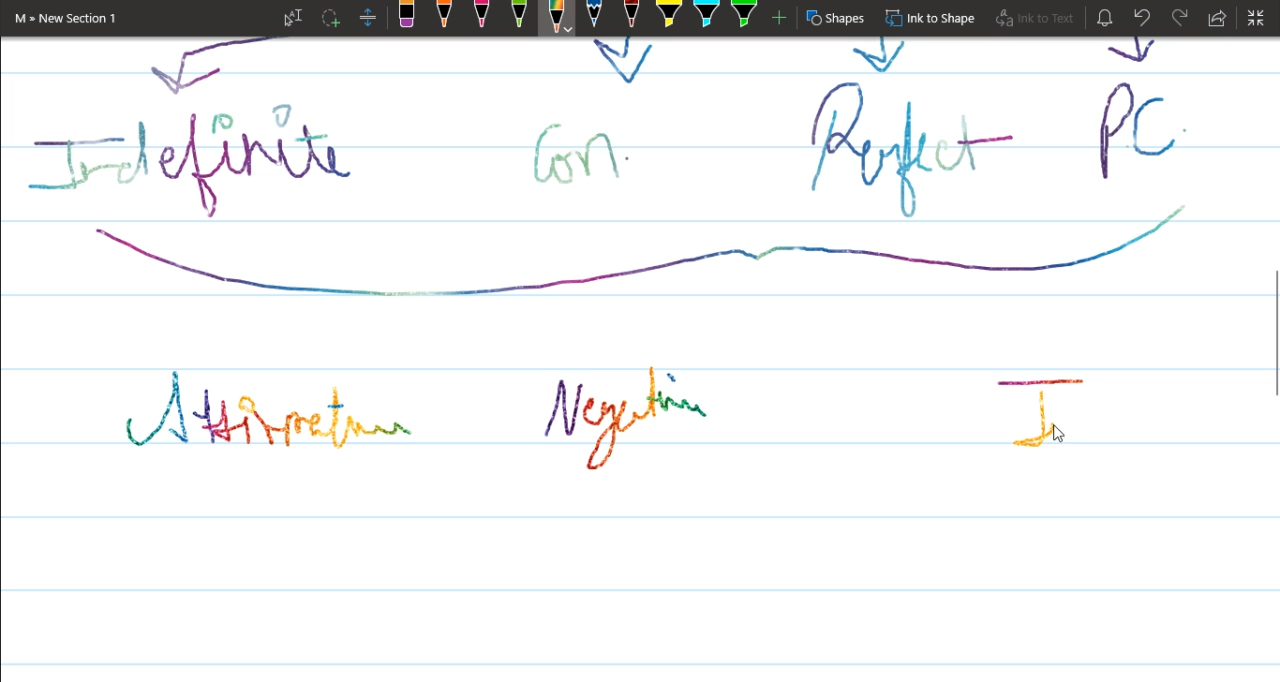 M » New Section 1 Shapes Ink to Shape Ink to Text
Indefinite Con. Perfect PC.
Affirmative Negative I